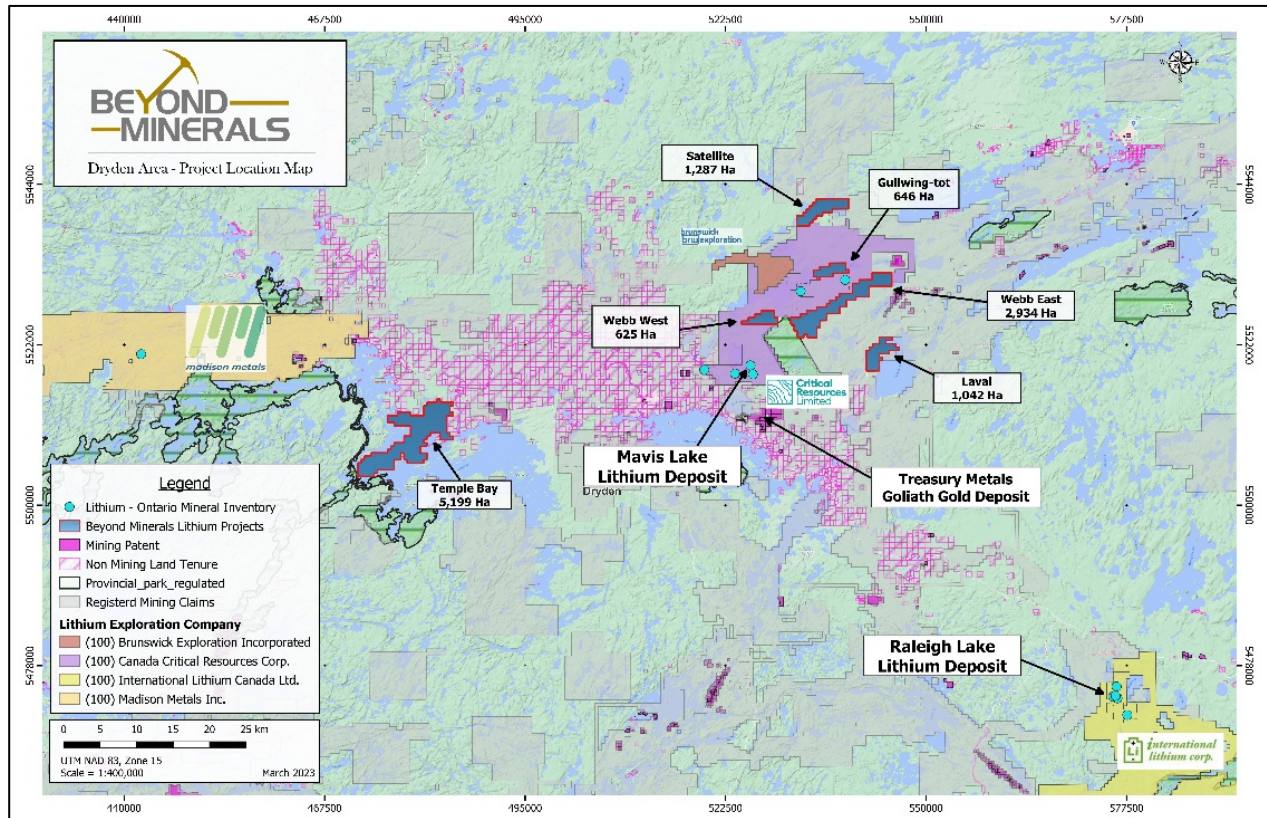 440000 467500 495000 522500 550000 577500
BEYOND
MINERALS
Dryden Area - Project Location Map
5544000
5544000
Satellite
1,287 Ha
Gullwing-tot
646 Ha
brunswick
exploration
Webb West
625 Ha
Webb East
2,934 Ha
5522000
5522000
madison metals
Critical
Resources
Limited
Laval
1,042 Ha
Mavis Lake
Lithium Deposit
Treasury Metals
Goliath Gold Deposit
Temple Bay
5,199 Ha
Dryden
5500000
5500000
Legend
Lithium - Ontario Mineral Inventory
Beyond Minerals Lithium Projects
Mining Patent
Non Mining Land Tenure
Provincial_park_regulated
Registerd Mining Claims
Lithium Exploration Company
(100) Brunswick Exploration Incorporated
(100) Canada Critical Resources Corp.
(100) International Lithium Canada Ltd.
(100) Madison Metals Inc.
Raleigh Lake
Lithium Deposit
5478000
5478000
0 5 10 15 20 25 km
UTM NAD 83, Zone 15
Scale = 1:400,000 March 2023
Li
international
lithium corp.
440000 467500 495000 522500 550000 577500